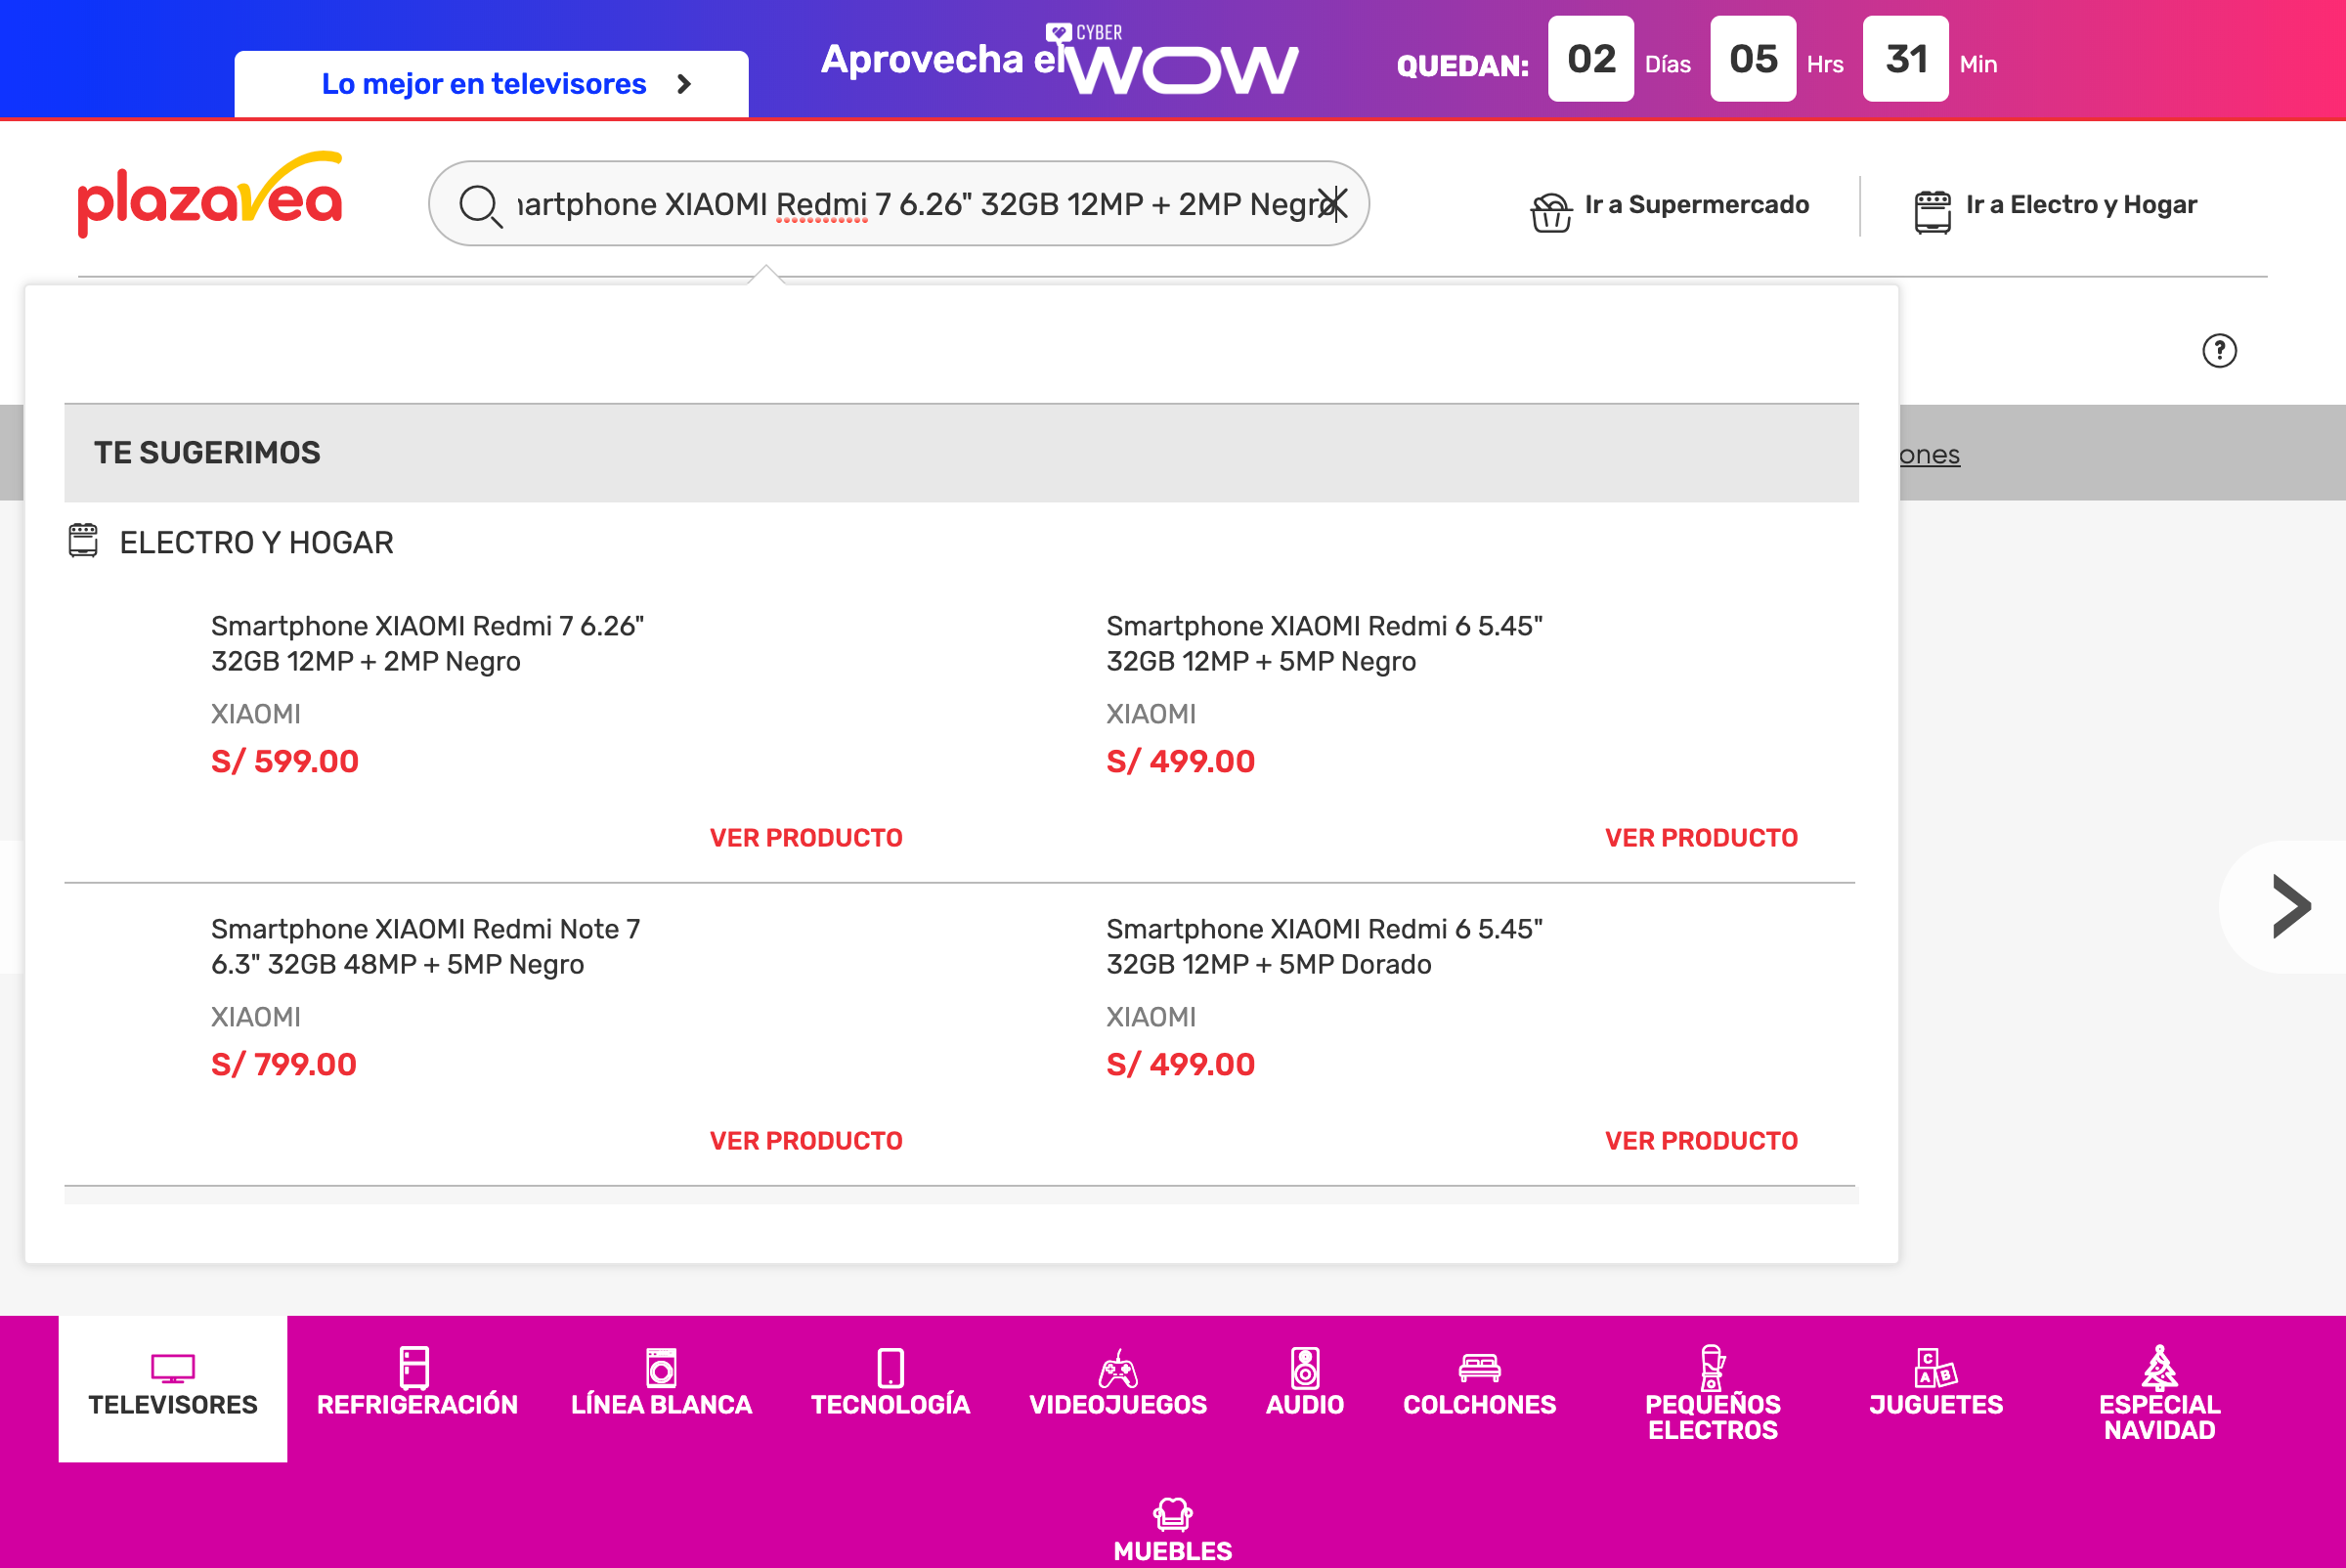 Lo mejor en televisores
Aprovecha el
CYBER
WOW
QUEDAN:
02 Días 05 Hrs 31 Min
plazavea
artphone XIAOMI Redmi 7 6.26" 32GB 12MP + 2MP Negro
Ir a Supermercado
Ir a Electro y Hogar
?
ones
TE SUGERIMOS
ELECTRO Y HOGAR
Smartphone XIAOMI Redmi 7 6.26"
32GB 12MP + 2MP Negro
XIAOMI
S/ 599.00
VER PRODUCTO
Smartphone XIAOMI Redmi 6 5.45"
32GB 12MP + 5MP Negro
XIAOMI
S/ 499.00
VER PRODUCTO
Smartphone XIAOMI Redmi Note 7
6.3" 32GB 48MP + 5MP Negro
XIAOMI
S/ 799.00
VER PRODUCTO
Smartphone XIAOMI Redmi 6 5.45"
32GB 12MP + 5MP Dorado
XIAOMI
S/ 499.00
VER PRODUCTO
TELEVISORES
REFRIGERACIÓN
LÍNEA BLANCA
TECNOLOGÍA
VIDEOJUEGOS
AUDIO
COLCHONES
PEQUEÑOS
ELECTROS
C
A B
JUGUETES
ESPECIAL
NAVIDAD
MUEBLES